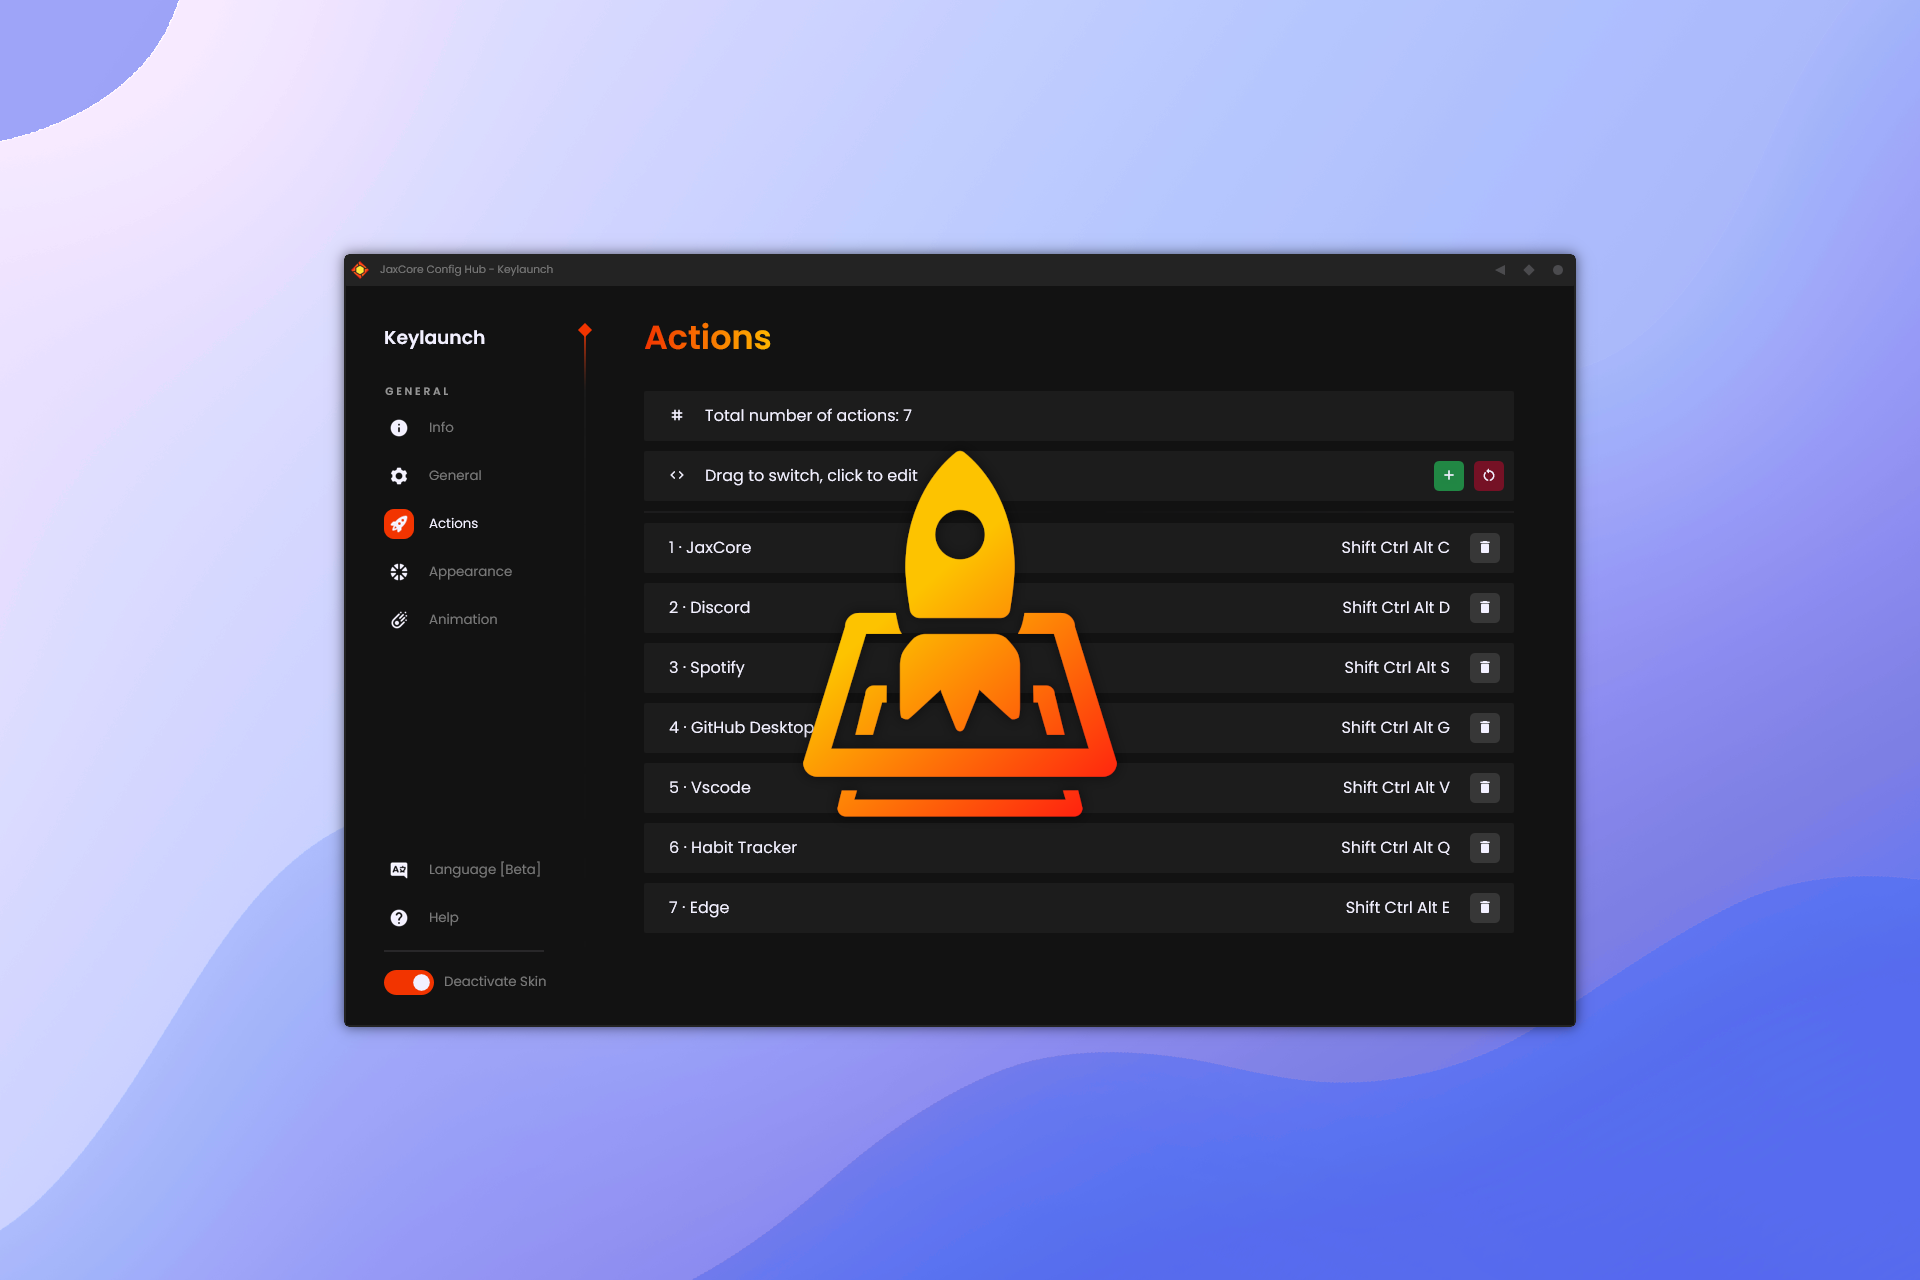 JaxCore Config Hub - Keylaunch
Keylaunch
GENERAL
Info
General
Actions
Appearance
Animation
Language [Beta]
Help
Deactivate Skin
Actions
Total number of actions: 7
Drag to switch, click to edit
1 · JaxCore Shift Ctrl Alt C
2 · Discord Shift Ctrl Alt D
3 · Spotify Shift Ctrl Alt S
4 · GitHub Desktop Shift Ctrl Alt G
5 · Vscode Shift Ctrl Alt V
6 · Habit Tracker Shift Ctrl Alt Q
7 · Edge Shift Ctrl Alt E